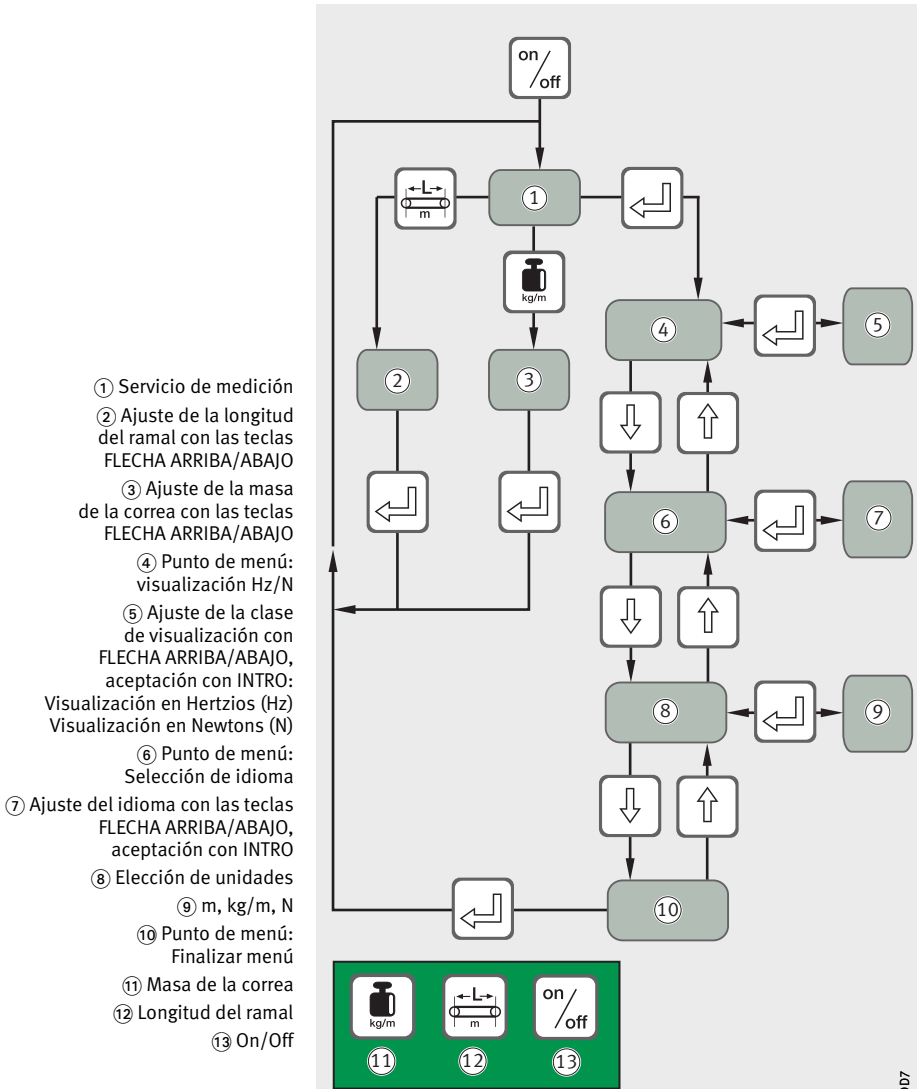 on
off
L
m
1
kg/m
4
5
2
3
6
7
8
9
10
1 Servicio de medición
2 Ajuste de la longitud
del ramal con las teclas
FLECHA ARRIBA/ABAJO
3 Ajuste de la masa
de la correa con las teclas
FLECHA ARRIBA/ABAJO
4 Punto de menú:
visualización Hz/N
5 Ajuste de la clase
de visualización con
FLECHA ARRIBA/ABAJO,
aceptación con INTRO:
Visualización en Hertzios (Hz)
Visualización en Newtons (N)
6 Punto de menú:
Selección de idioma
7 Ajuste del idioma con las teclas
FLECHA ARRIBA/ABAJO,
aceptación con INTRO
8 Elección de unidades
9 m, kg/m, N
10 Punto de menú:
Finalizar menú
11 Masa de la correa
12 Longitud del ramal
13 On/Off
kg/m
L
m
on
off
11
12
13